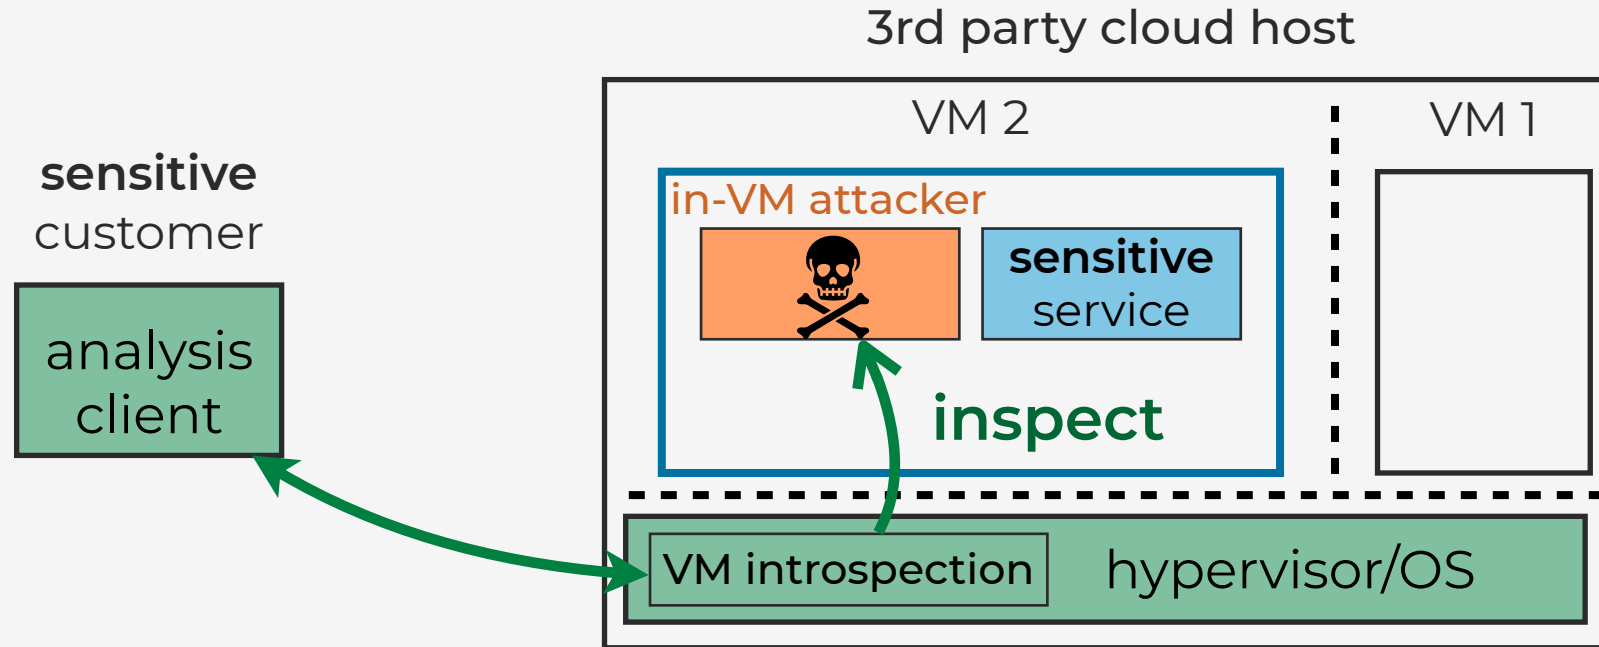 3rd party cloud host
VM 2
VM 1
sensitive
customer
in-VM attacker
sensitive
service
analysis
client
inspect
VM introspection
hypervisor/OS